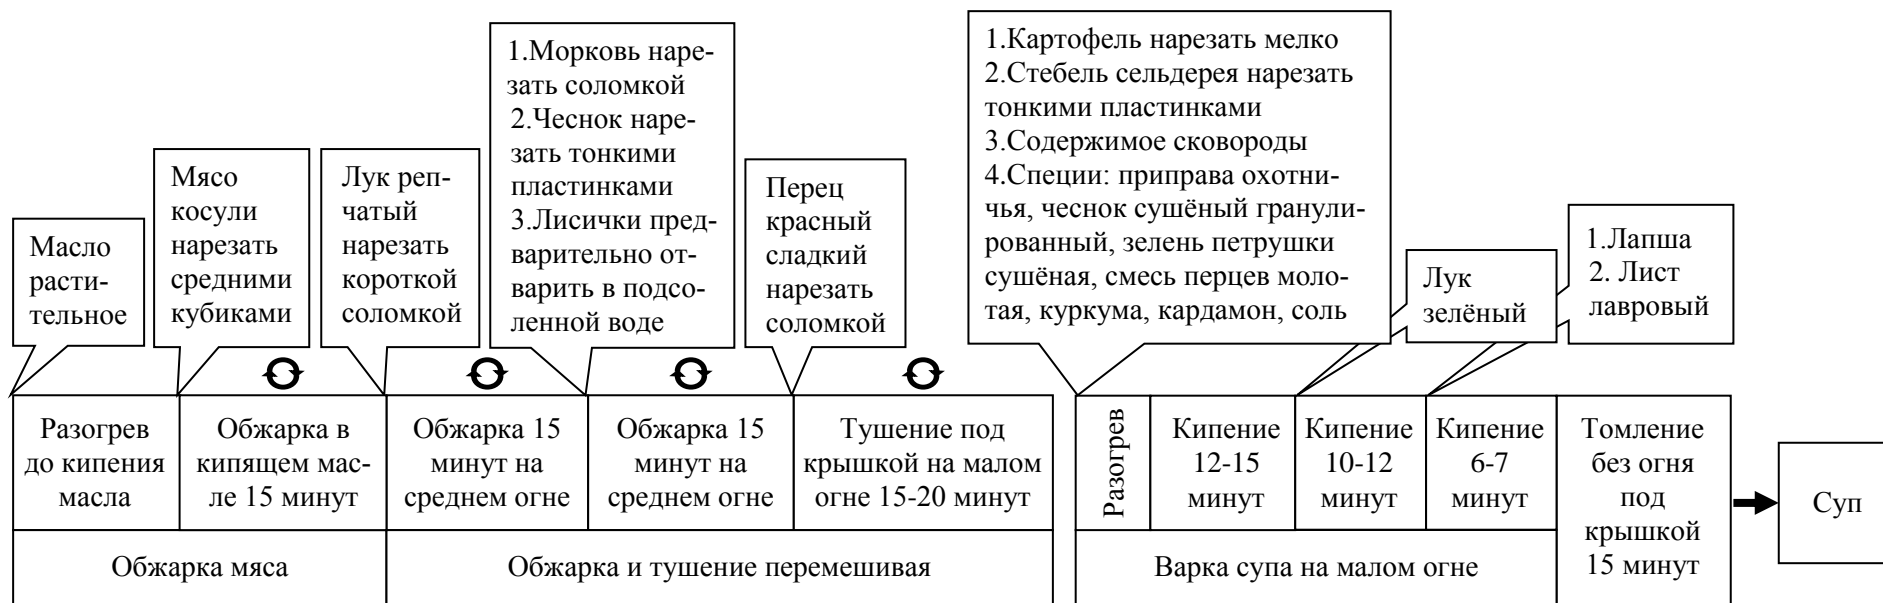 Масло
расти-
тельное
Мясо
косули
нарезать
средними
кубиками
Лук реп-
чатый
нарезать
короткой
соломкой
1.Морковь наре-
зать соломкой
2.Чеснок наре-
зать тонкими
пластинками
3.Лисички пред-
варительно от-
варить в подсо-
ленной воде
Перец
красный
сладкий
нарезать
соломкой
1.Картофель нарезать мелко
2.Стебель сельдерея нарезать
тонкими пластинками
3.Содержимое сковороды
4.Специи: приправа охотни-
чья, чеснок сушёный гранули-
рованный, зелень петрушки
сушёная, смесь перцев моло-
тая, куркума, кардамон, соль
Лук
зелёный
1.Лапша
2. Лист
лавровый
Разогрев
до кипения
масла
Обжарка в
кипящем мас-
ле 15 минут
Обжарка 15
минут на
среднем огне
Обжарка 15
минут на
среднем огне
Тушение под
крышкой на малом
огне 15-20 минут
Разогрев
Кипение
12-15
минут
Кипение
10-12
минут
Кипение
6-7
минут
Томление
без огня
под
крышкой
15 минут
Суп
Обжарка мяса
Обжарка и тушение перемешивая
Варка супа на малом огне